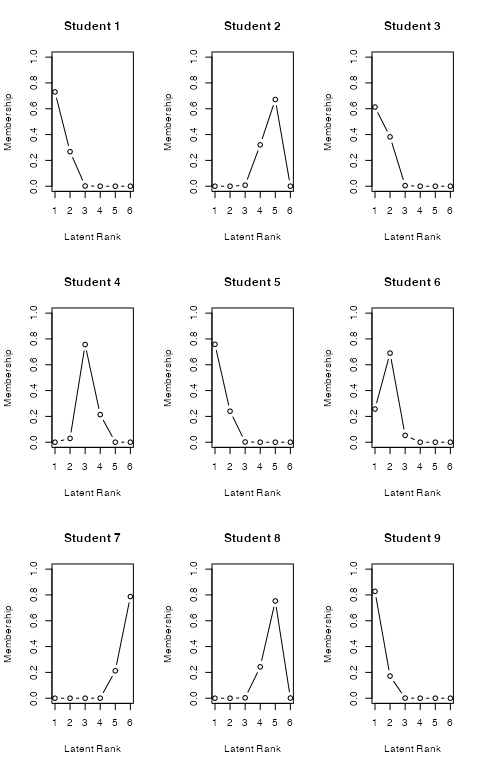 Student 1
Membership
0.0 0.2 0.4 0.6 0.8 1.0
1 2 3 4 5 6
Latent Rank
Student 2
Membership
0.0 0.2 0.4 0.6 0.8 1.0
1 2 3 4 5 6
Latent Rank
Student 3
Membership
0.0 0.2 0.4 0.6 0.8 1.0
1 2 3 4 5 6
Latent Rank
Student 4
Membership
0.0 0.2 0.4 0.6 0.8 1.0
1 2 3 4 5 6
Latent Rank
Student 5
Membership
0.0 0.2 0.4 0.6 0.8 1.0
1 2 3 4 5 6
Latent Rank
Student 6
Membership
0.0 0.2 0.4 0.6 0.8 1.0
1 2 3 4 5 6
Latent Rank
Student 7
Membership
0.0 0.2 0.4 0.6 0.8 1.0
1 2 3 4 5 6
Latent Rank
Student 8
Membership
0.0 0.2 0.4 0.6 0.8 1.0
1 2 3 4 5 6
Latent Rank
Student 9
Membership
0.0 0.2 0.4 0.6 0.8 1.0
1 2 3 4 5 6
Latent Rank